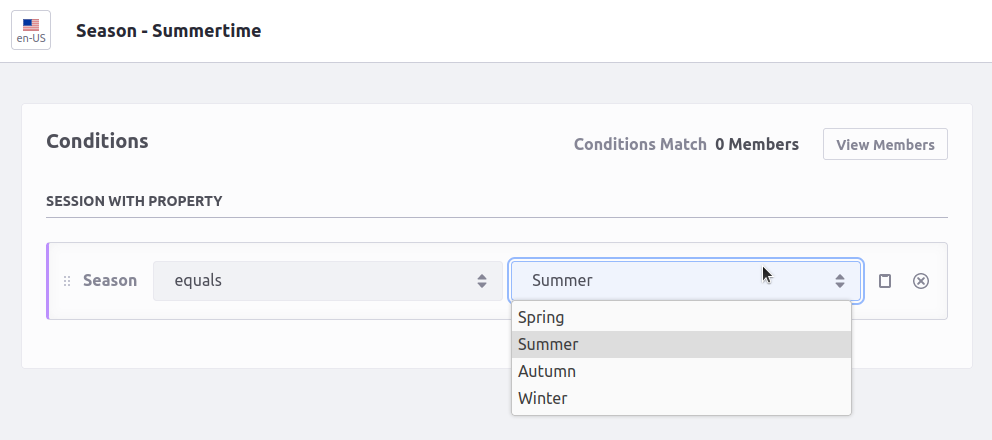 en-US
Season - Summertime
Conditions
Conditions Match 0 Members
View Members
SESSION WITH PROPERTY
Season
equals
Summer
Spring
Summer
Autumn
Winter